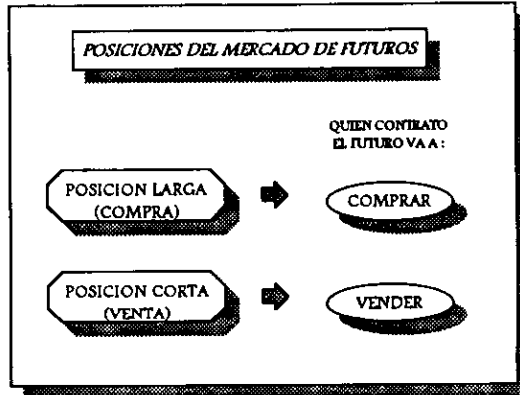 POSICIONES DEL MERCADO DE FUTUROS
QUIEN CONTRATO
EL FUTURO VA A :
POSICION LARGA
(COMPRA)
COMPRAR
POSICION CORTA
(VENTA)
VENDER